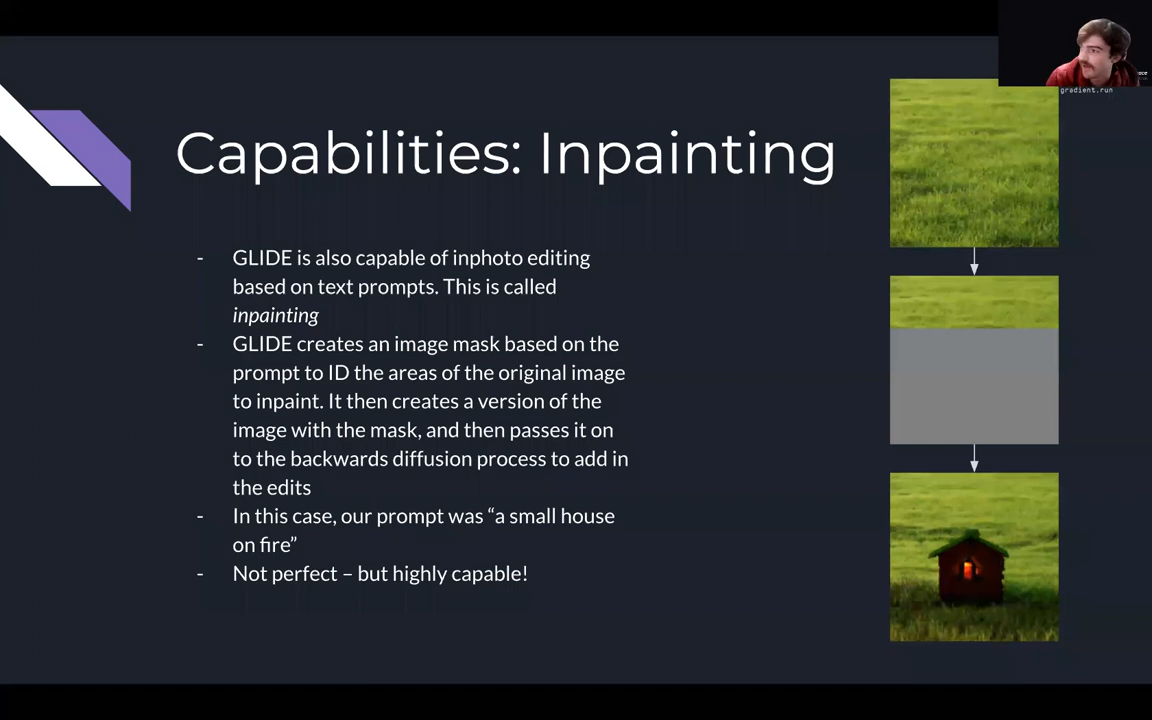 gradient.run
Capabilities: Inpainting
- GLIDE is also capable of inphoto editing
based on text prompts. This is called
inpainting
- GLIDE creates an image mask based on the
prompt to ID the areas of the original image
to inpaint. It then creates a version of the
image with the mask, and then passes it on
to the backwards diffusion process to add in
the edits
- In this case, our prompt was “a small house
on fire”
- Not perfect – but highly capable!